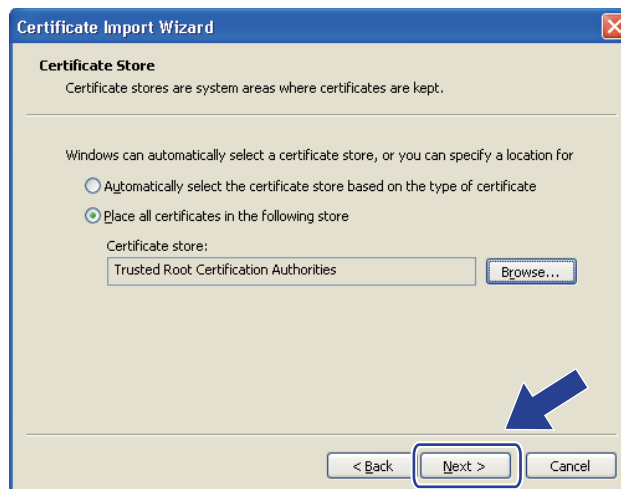 Certificate Import Wizard
Certificate Store
Certificate stores are system areas where certificates are kept.
Windows can automatically select a certificate store, or you can specify a location for
Automatically select the certificate store based on the type of certificate
Place all certificates in the following store
Certificate store:
Trusted Root Certification Authorities
Browse...
< Back
Next >
Cancel